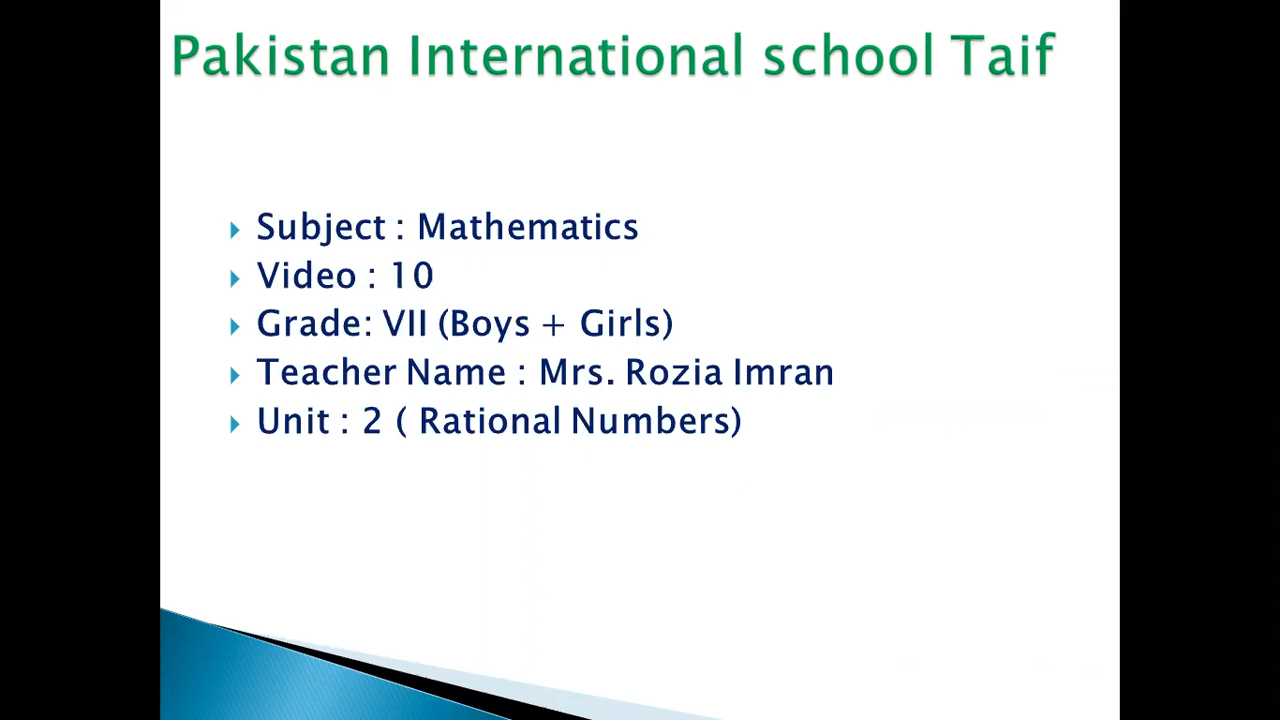 Pakistan International school Taif
Subject : Mathematics
Video : 10
Grade: VII (Boys + Girls)
Teacher Name : Mrs. Rozia Imran
Unit : 2 ( Rational Numbers)